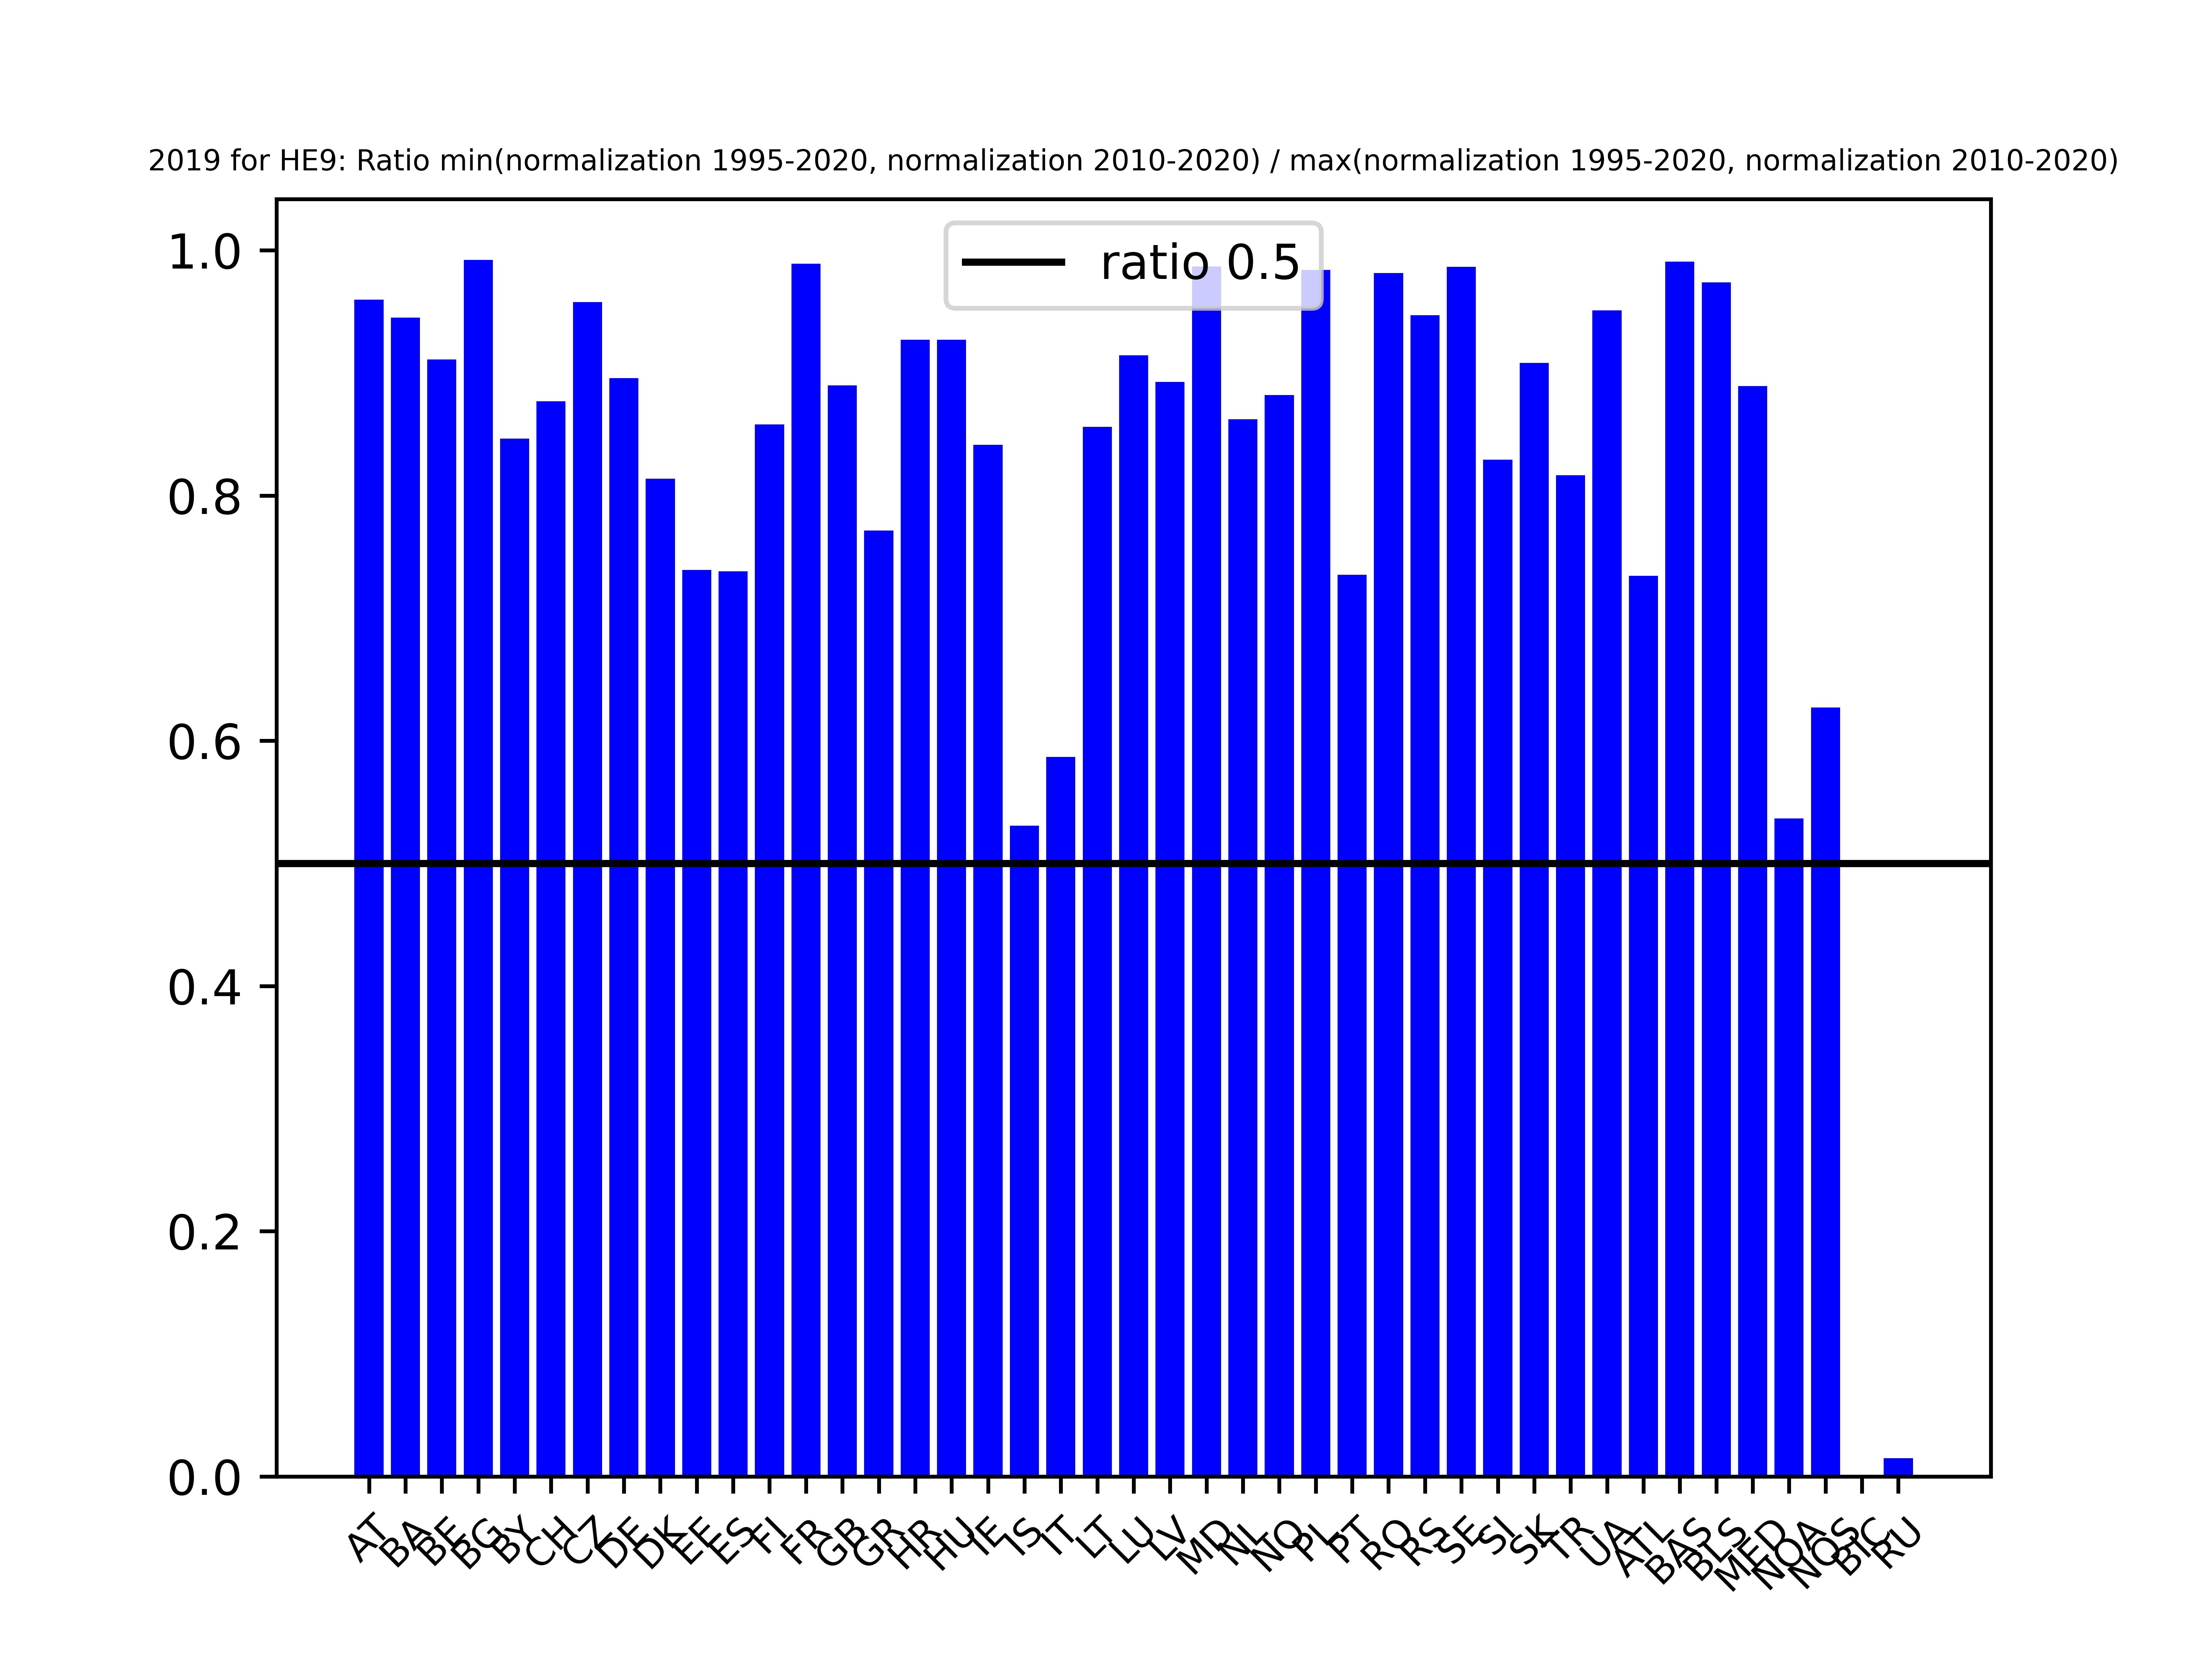 2019 for HE9: Ratio min(normalization 1995-2020, normalization 2010-2020) / max(normalization 1995-2020, normalization 2010-2020)
ratio 0.5
1.0
0.8
0.6
0.4
0.2
0.0
AT BA BE BG BY CH CZ DE DK EE ES FI FR GB GR HR HU IE IS IT LT LU LV MD NL NO PL PT RO RS SE SI SK TR UA ATL BAS BLS MED NOA NOS BIC RU